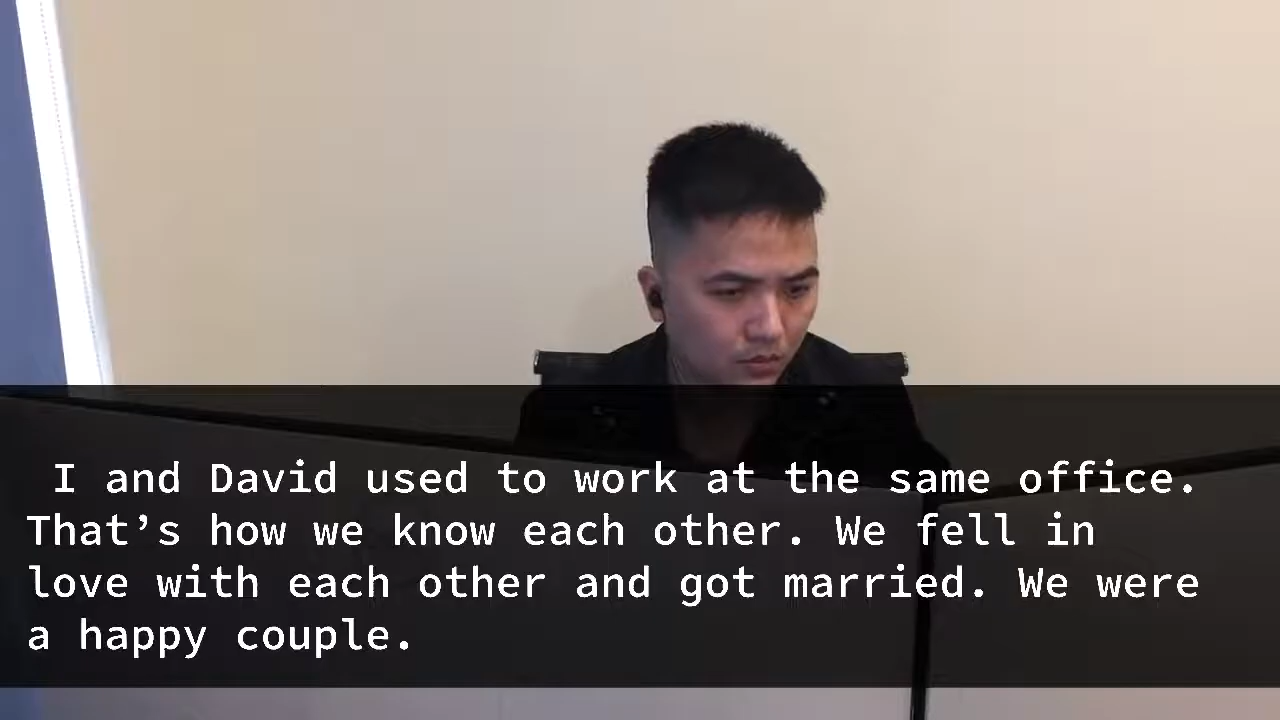 I and David used to work at the same office.
That’s how we know each other. We fell in
love with each other and got married. We were
a happy couple.